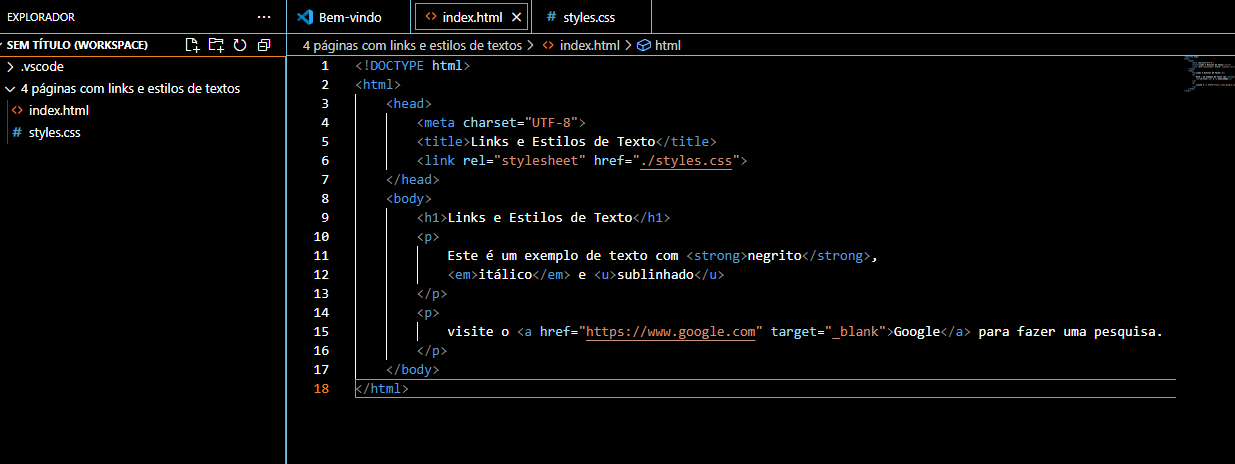 EXPLORADOR
SEM TÍTULO (WORKSPACE)
.vscode
4 páginas com links e estilos de textos
index.html
# styles.css
Bem-vindo
index.html
# styles.css
4 páginas com links e estilos de textos > index.html > html
1 <!DOCTYPE html>
2 <html>
3 <head>
4 <meta charset="UTF-8">
5 <title>Links e Estilos de Texto</title>
6 <link rel="stylesheet" href="./styles.css">
7 </head>
8 <body>
9 <h1>Links e Estilos de Texto</h1>
10 <p>
11 Este é um exemplo de texto com <strong>negrito</strong>,
12 <em>itálico</em> e <u>sublinhado</u>
13 </p>
14 <p>
15 visite o <a href="https://www.google.com" target="_blank">Google</a> para fazer uma pesquisa.
16 </p>
17 </body>
18 </html>